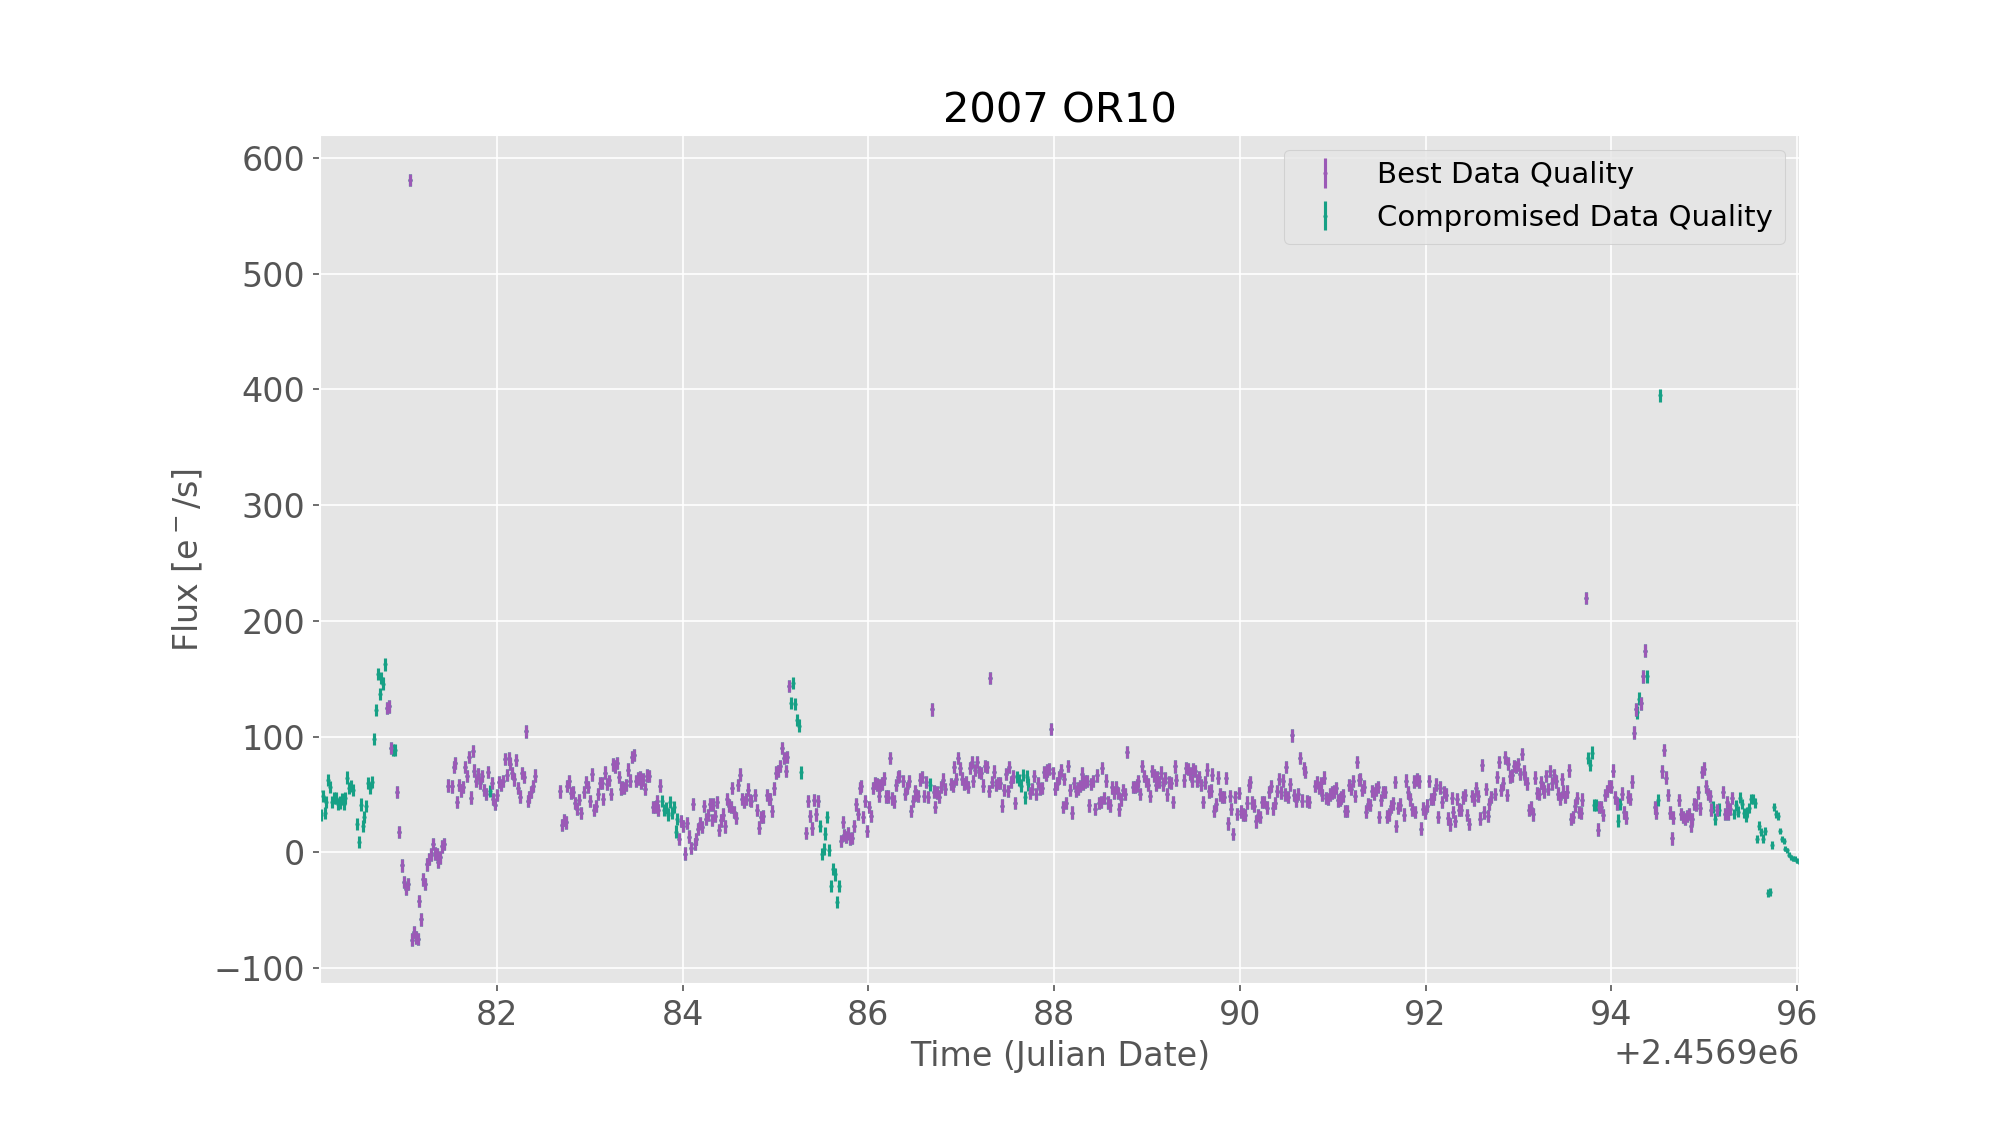 2007 OR10
Best Data Quality
Compromised Data Quality
600
500
400
300
200
100
0
−100
Flux [e⁻/s]
82 84 86 88 90 92 94 96
+2.4569e6
Time (Julian Date)